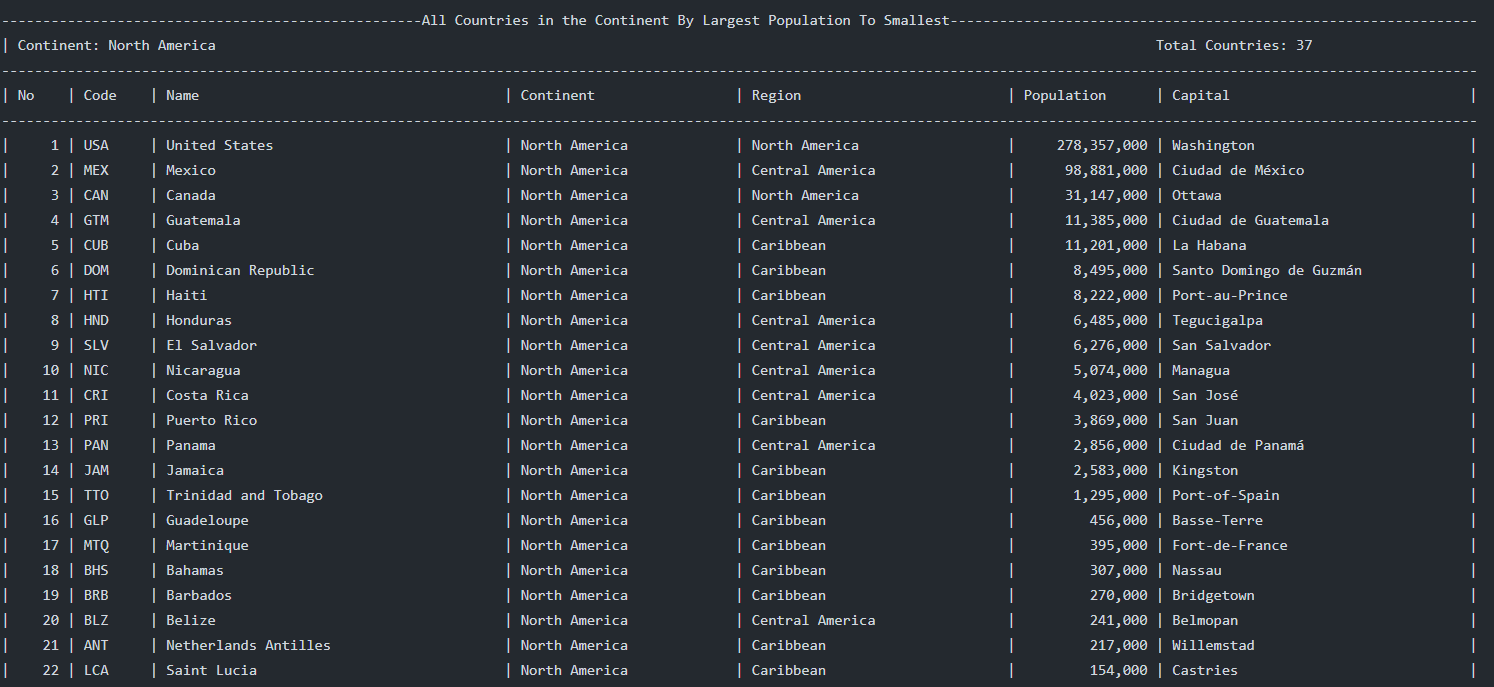 ---------------------------------------------------All Countries in the Continent By Largest Population To Smallest----------------------------------------------------------------
| Continent: North America Total Countries: 37
-----------------------------------------------------------------------------------------------------------------------------------------------------------------------------------
| No | Code | Name | Continent | Region | Population | Capital |
-----------------------------------------------------------------------------------------------------------------------------------------------------------------------------------
| 1 | USA | United States | North America | North America | 278,357,000 | Washington |
| 2 | MEX | Mexico | North America | Central America | 98,881,000 | Ciudad de México |
| 3 | CAN | Canada | North America | North America | 31,147,000 | Ottawa |
| 4 | GTM | Guatemala | North America | Central America | 11,385,000 | Ciudad de Guatemala |
| 5 | CUB | Cuba | North America | Caribbean | 11,201,000 | La Habana |
| 6 | DOM | Dominican Republic | North America | Caribbean | 8,495,000 | Santo Domingo de Guzmán |
| 7 | HTI | Haiti | North America | Caribbean | 8,222,000 | Port-au-Prince |
| 8 | HND | Honduras | North America | Central America | 6,485,000 | Tegucigalpa |
| 9 | SLV | El Salvador | North America | Central America | 6,276,000 | San Salvador |
| 10 | NIC | Nicaragua | North America | Central America | 5,074,000 | Managua |
| 11 | CRI | Costa Rica | North America | Central America | 4,023,000 | San José |
| 12 | PRI | Puerto Rico | North America | Caribbean | 3,869,000 | San Juan |
| 13 | PAN | Panama | North America | Central America | 2,856,000 | Ciudad de Panamá |
| 14 | JAM | Jamaica | North America | Caribbean | 2,583,000 | Kingston |
| 15 | TTO | Trinidad and Tobago | North America | Caribbean | 1,295,000 | Port-of-Spain |
| 16 | GLP | Guadeloupe | North America | Caribbean | 456,000 | Basse-Terre |
| 17 | MTQ | Martinique | North America | Caribbean | 395,000 | Fort-de-France |
| 18 | BHS | Bahamas | North America | Caribbean | 307,000 | Nassau |
| 19 | BRB | Barbados | North America | Caribbean | 270,000 | Bridgetown |
| 20 | BLZ | Belize | North America | Central America | 241,000 | Belmopan |
| 21 | ANT | Netherlands Antilles | North America | Caribbean | 217,000 | Willemstad |
| 22 | LCA | Saint Lucia | North America | Caribbean | 154,000 | Castries |